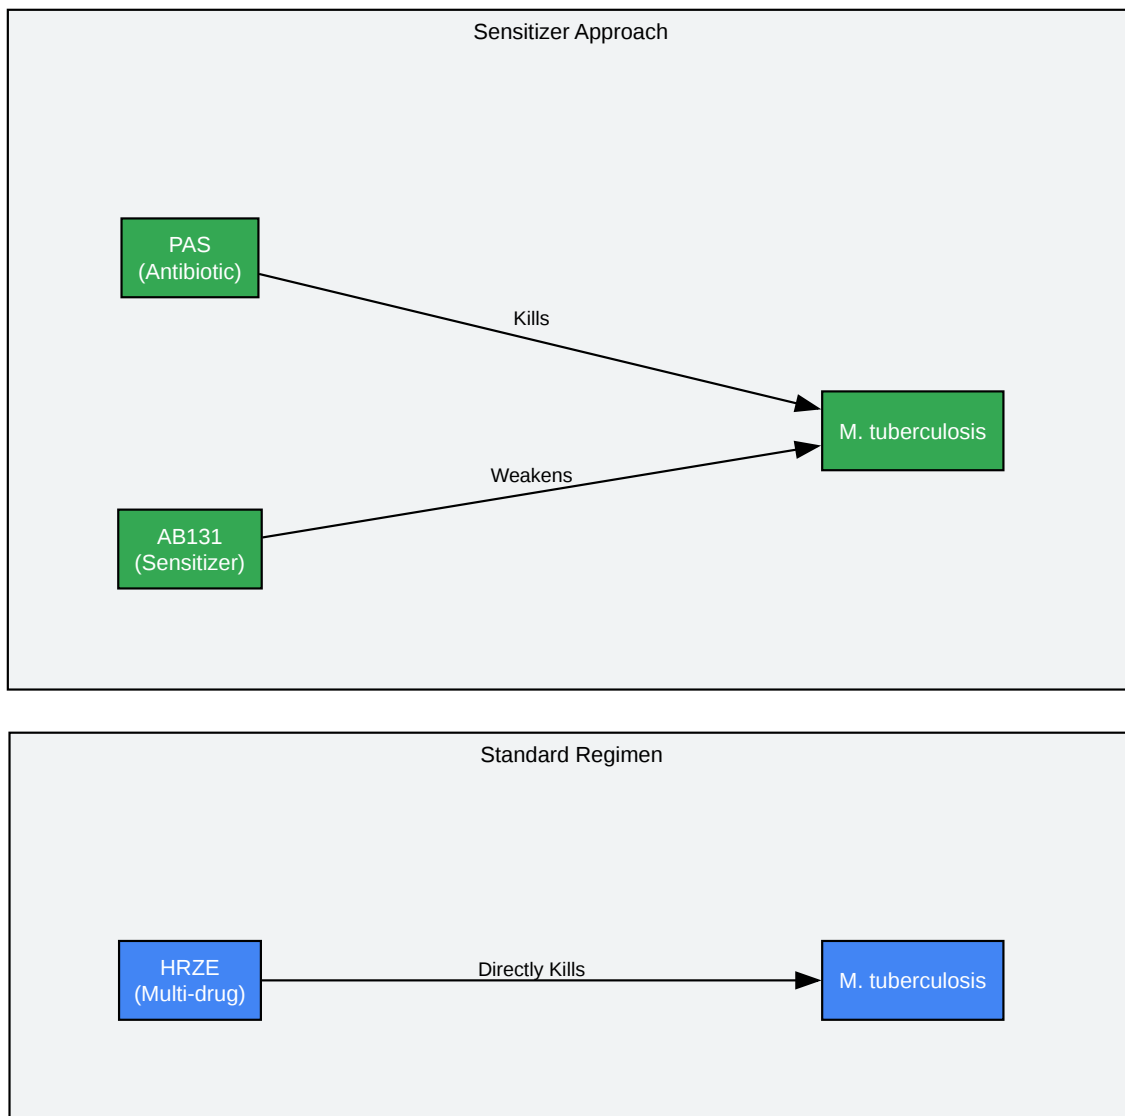 Sensitizer Approach
PAS
(Antibiotic)
Kills
M. tuberculosis
Weakens
AB131
(Sensitizer)
Standard Regimen
HRZE
(Multi-drug)
Directly Kills
M. tuberculosis